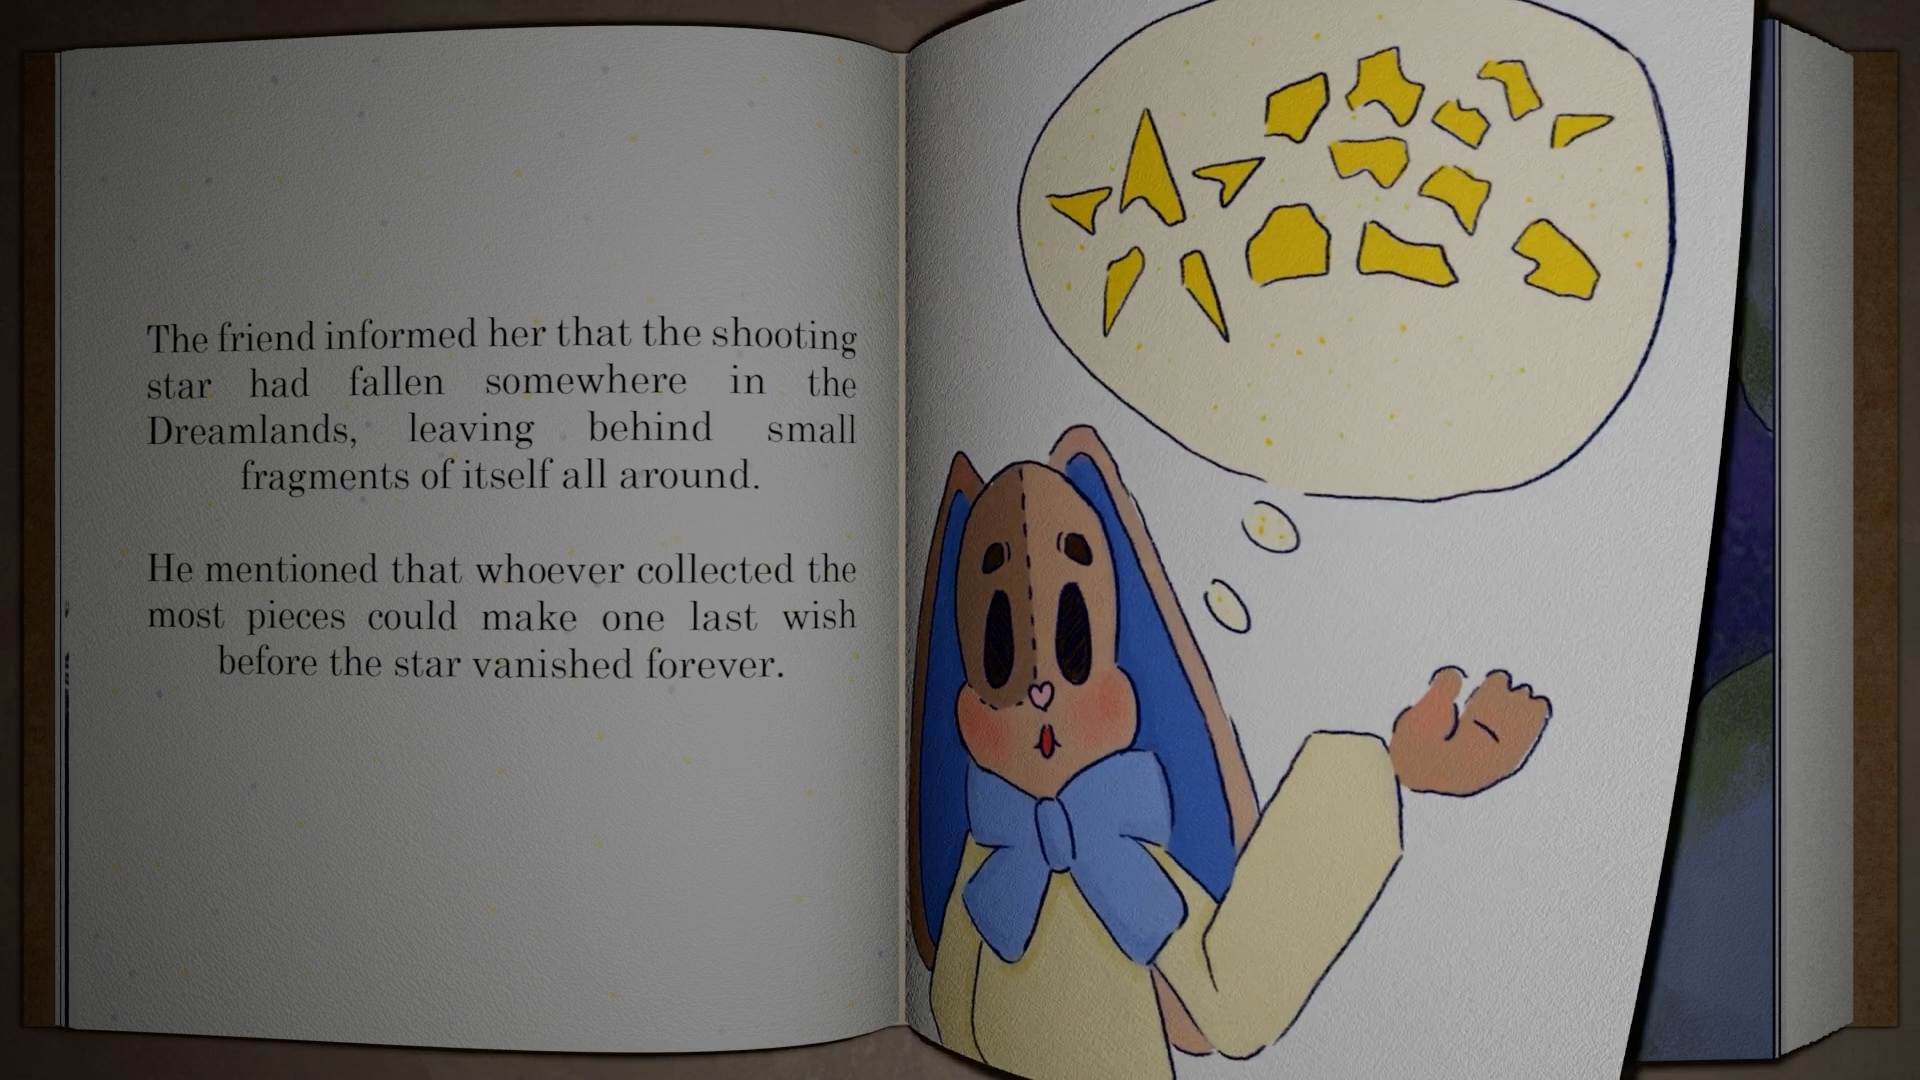 The friend informed her that the shooting
star had fallen somewhere in the
Dreamlands, leaving behind small
fragments of itself all around.
He mentioned that whoever collected the
most pieces could make one last wish
before the star vanished forever.